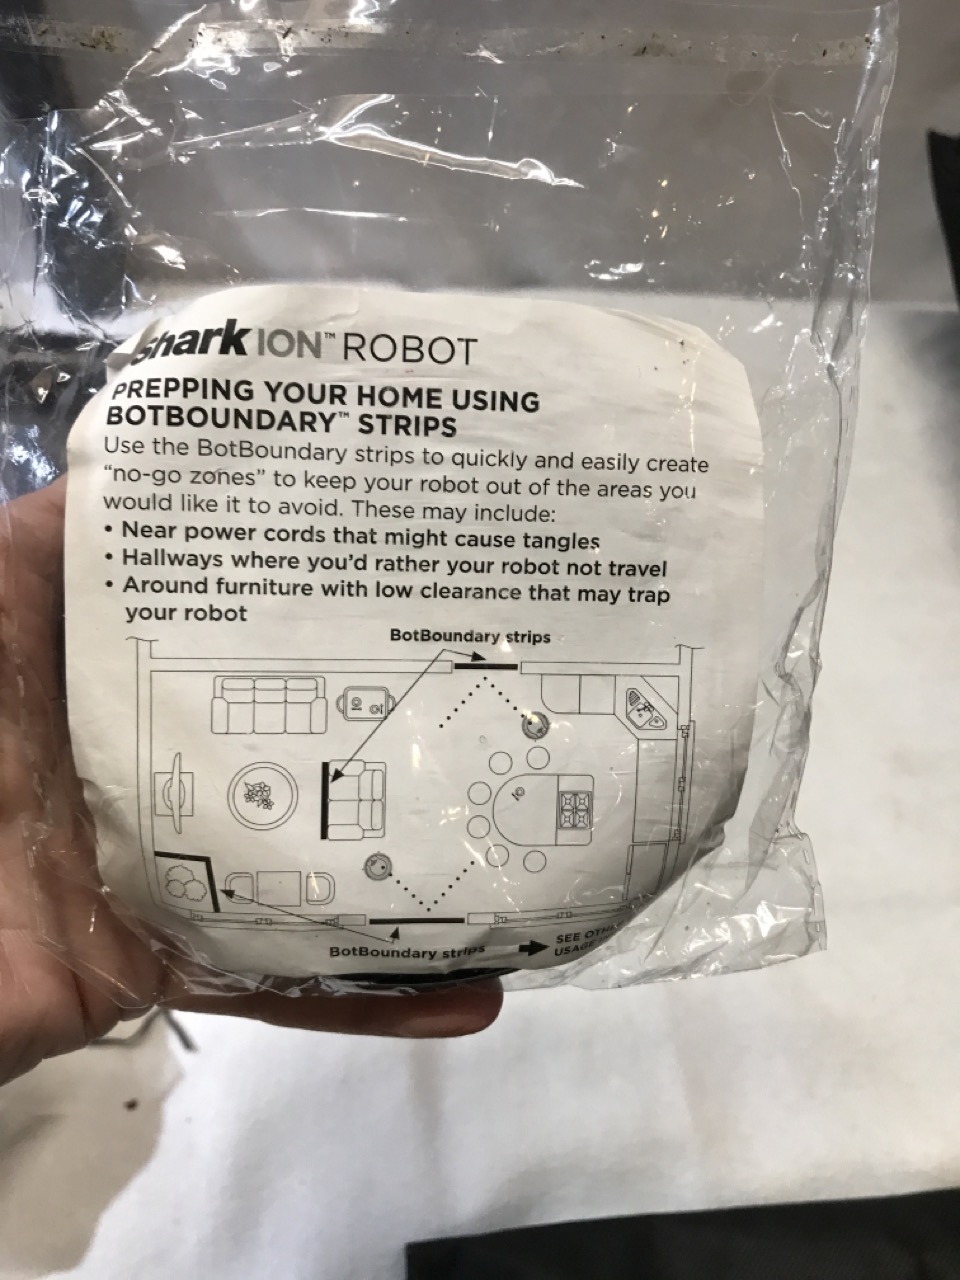 shark ION™ ROBOT
PREPPING YOUR HOME USING
BOTBOUNDARY™ STRIPS
Use the BotBoundary strips to quickly and easily create
“no-go zones” to keep your robot out of the areas you
would like it to avoid. These may include:
• Near power cords that might cause tangles
• Hallways where you’d rather your robot not travel
• Around furniture with low clearance that may trap
your robot
BotBoundary strips
BotBoundary strips
SEE
USAGE